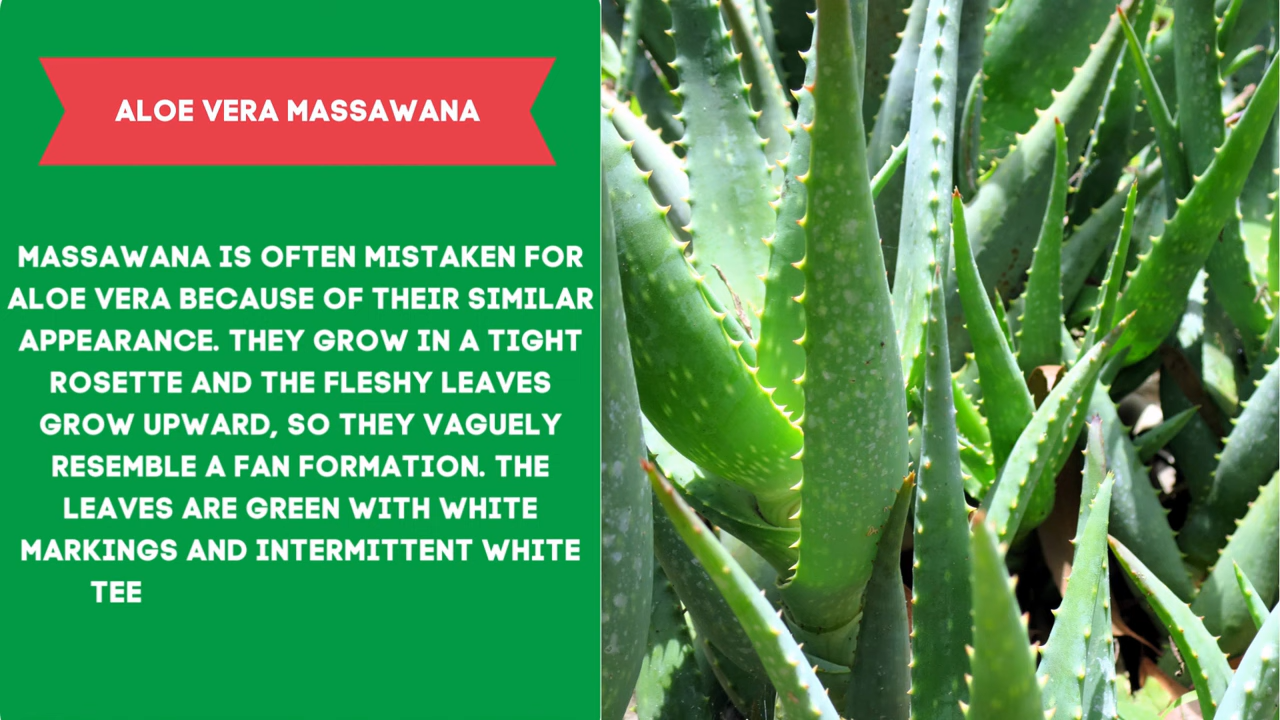 ALOE VERA MASSAWANA
MASSAWANA IS OFTEN MISTAKEN FOR
ALOE VERA BECAUSE OF THEIR SIMILAR
APPEARANCE. THEY GROW IN A TIGHT
ROSETTE AND THE FLESHY LEAVES
GROW UPWARD, SO THEY VAGUELY
RESEMBLE A FAN FORMATION. THE
LEAVES ARE GREEN WITH WHITE
MARKINGS AND INTERMITTENT WHITE
TEE